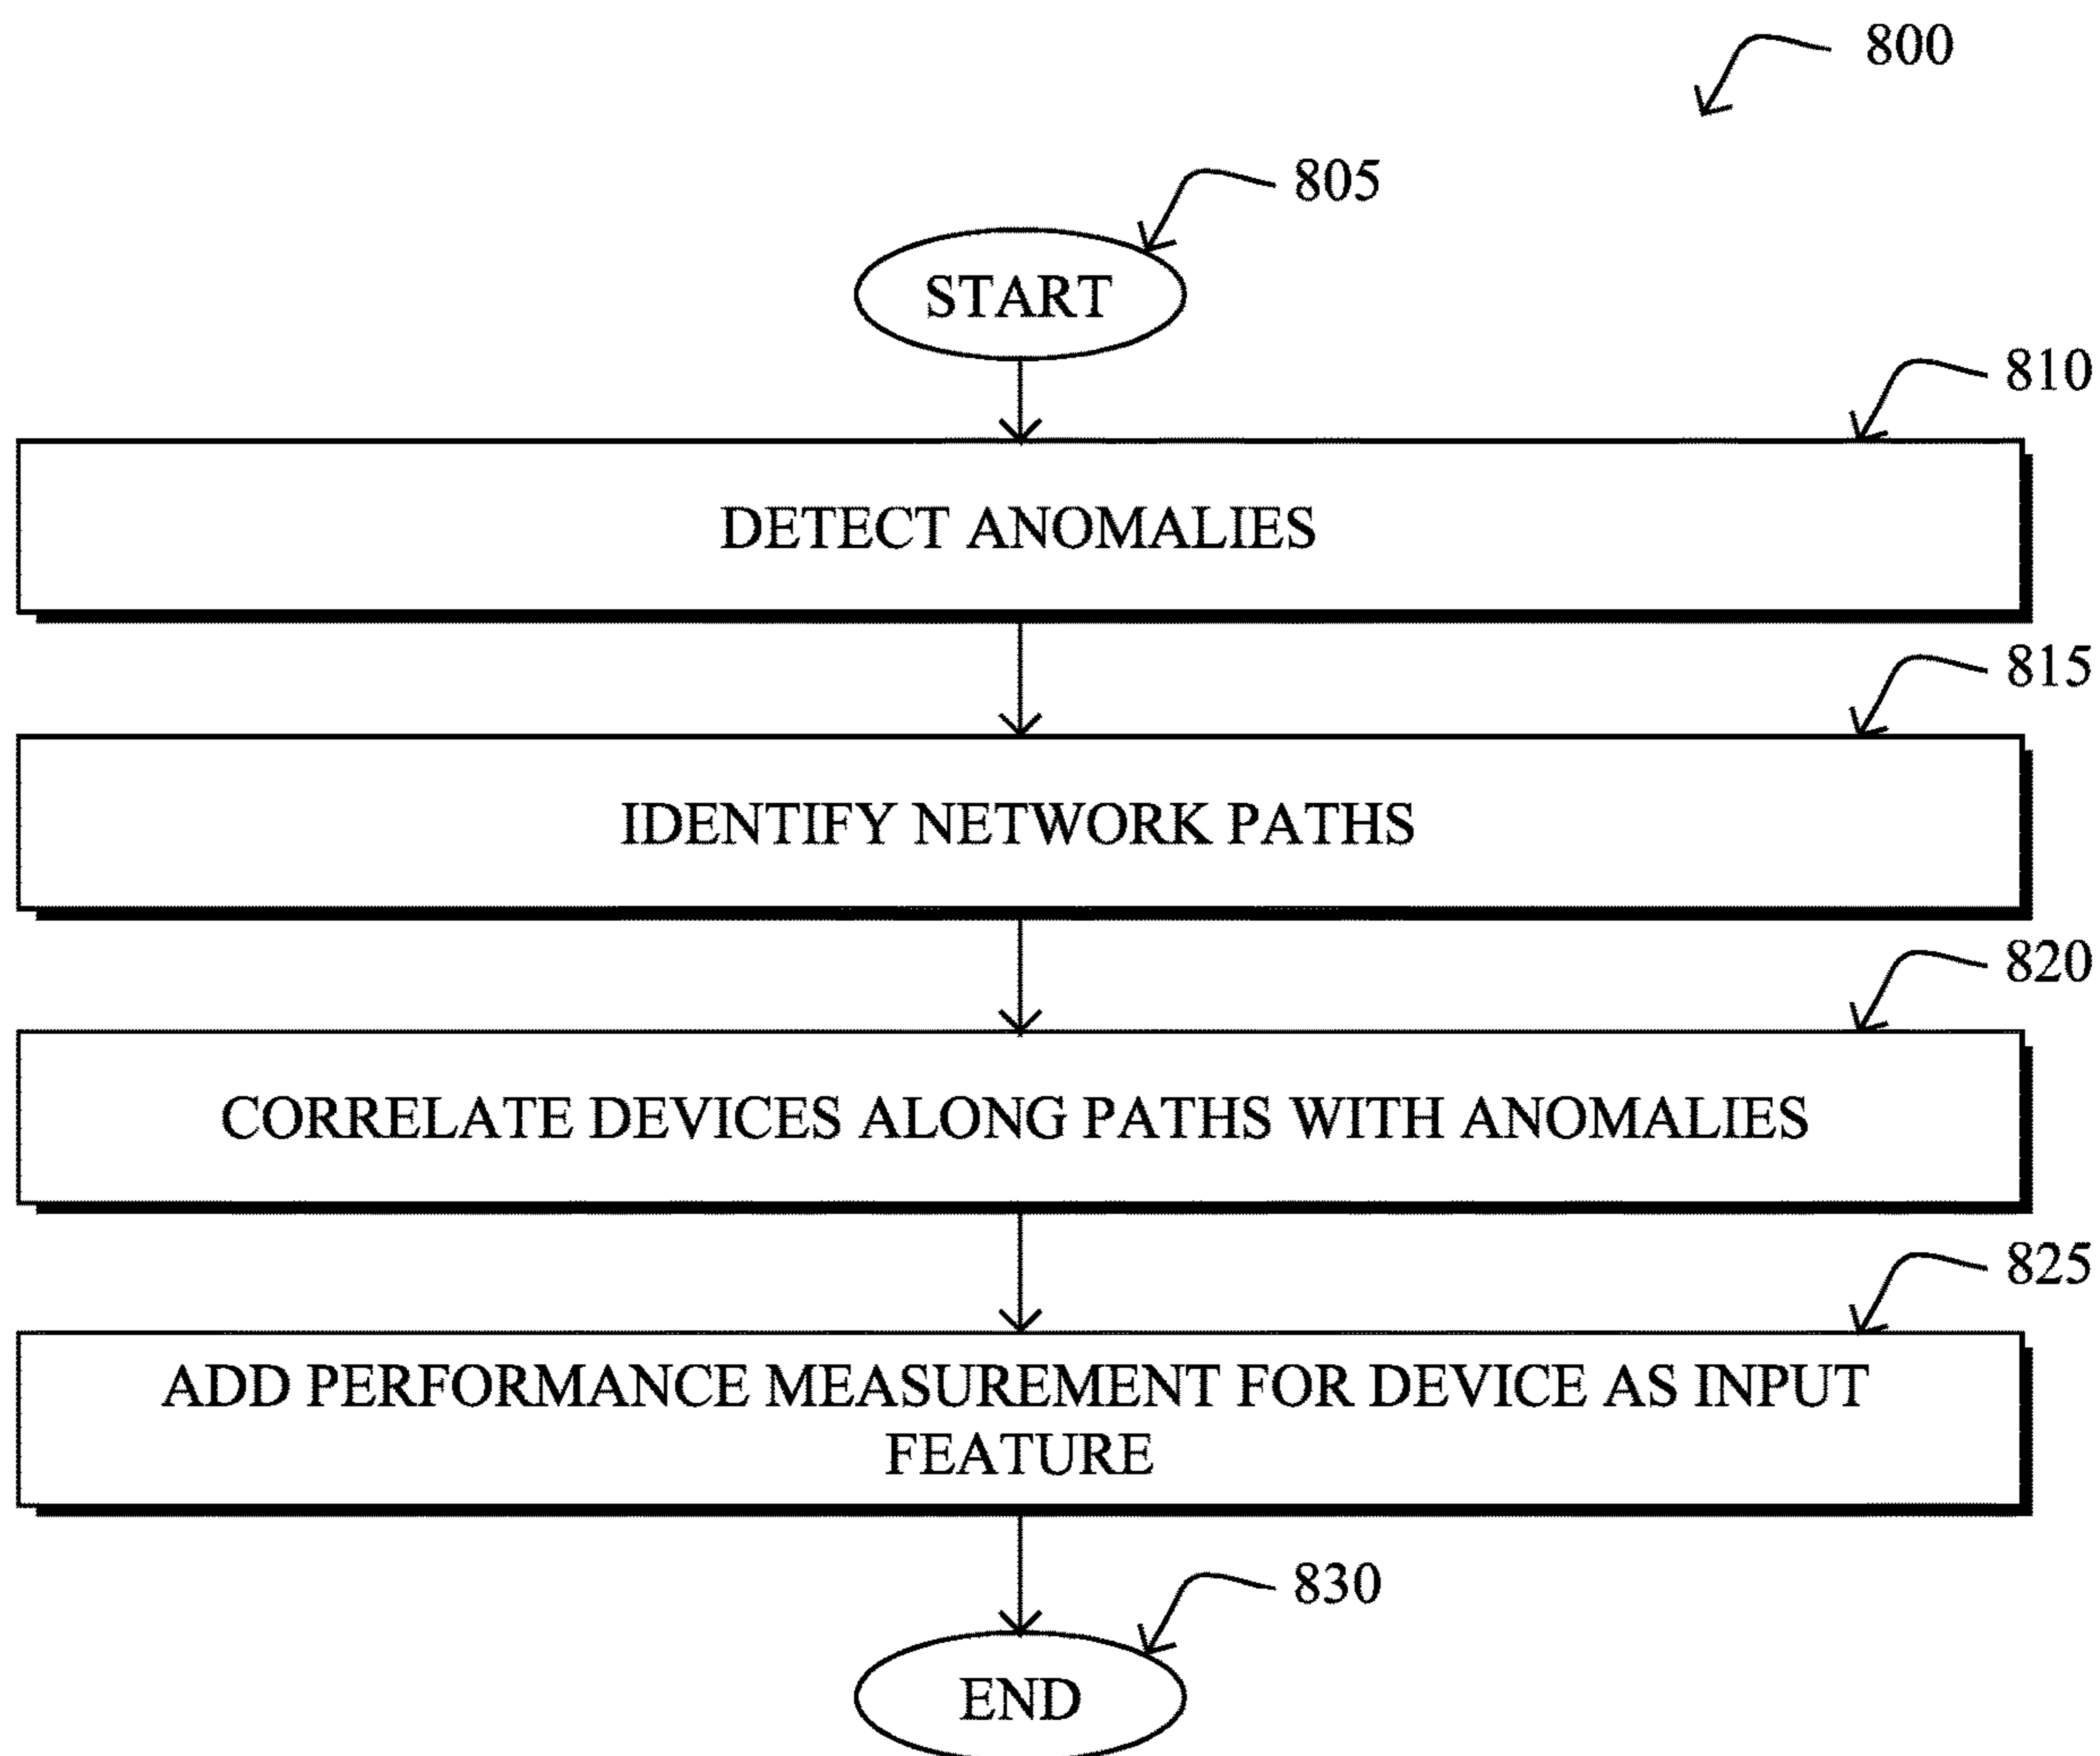 800
805
START
810
DETECT ANOMALIES
815
IDENTIFY NETWORK PATHS
820
CORRELATE DEVICES ALONG PATHS WITH ANOMALIES
825
ADD PERFORMANCE MEASUREMENT FOR DEVICE AS INPUT
FEATURE
830
END